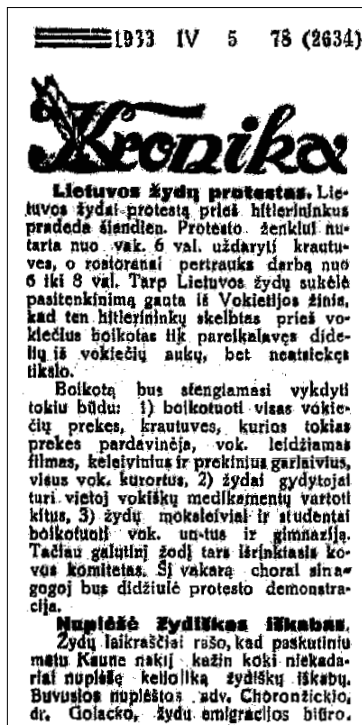 1933 IV 5 78 (2634)
Kronika
Lietuvos žydų protestas. Lie-
tuvos žydai protestą prieš hitlerininkus
pradeda šiandien. Protesto ženklui nu-
tarta nuo vak. 6 val. uždaryti krautu-
ves, o restoranai pertrauks darbą nuo
6 iki 8 val. Tarp Lietuvos žydų sukėlė
pasitenkinimą gauta iš Vokietijos žinia,
kad ten hitlerininkų skelbtas prieš vo-
kiečius boikotas tik pareikalavęs dide-
lių iš vokiečių aukų, bet neatsiekęs
tikslo.
Boikotą bus stengiamasi vykdyti
tokiu būdu: 1) boikotuoti visas vokie-
čių prekes, krautuves, kurios tokias
prekes pardavinėja, vok. leidžiamas
filmas, keleivinius ir prekinius garlaivius,
visus vok. kurortus, 2) žydai gydytojai
turi vietoj vokiškų medikamentų vartoti
kitus, 3) žydų moksleiviai ir studentai
boikotuoti vok. un-tus ir gimnaziją.
Tačiau galutinį žodį tars išrinktasis ko-
vos komitetas. Šį vakarą choral sina-
gogoj bus didžiulė protesto demonstra-
cija.
Nuplėšė žydiškas iškabas.
Žydų laikraščiai rašo, kad paskutiniu
metu Kaune naktį kažin koki niekada-
riai nuplėšę keliolika žydiškų iškabų.
Buvusios nuplėštos adv. Choronžickio,
dr. Golacko, žydų emigracijos biuro,